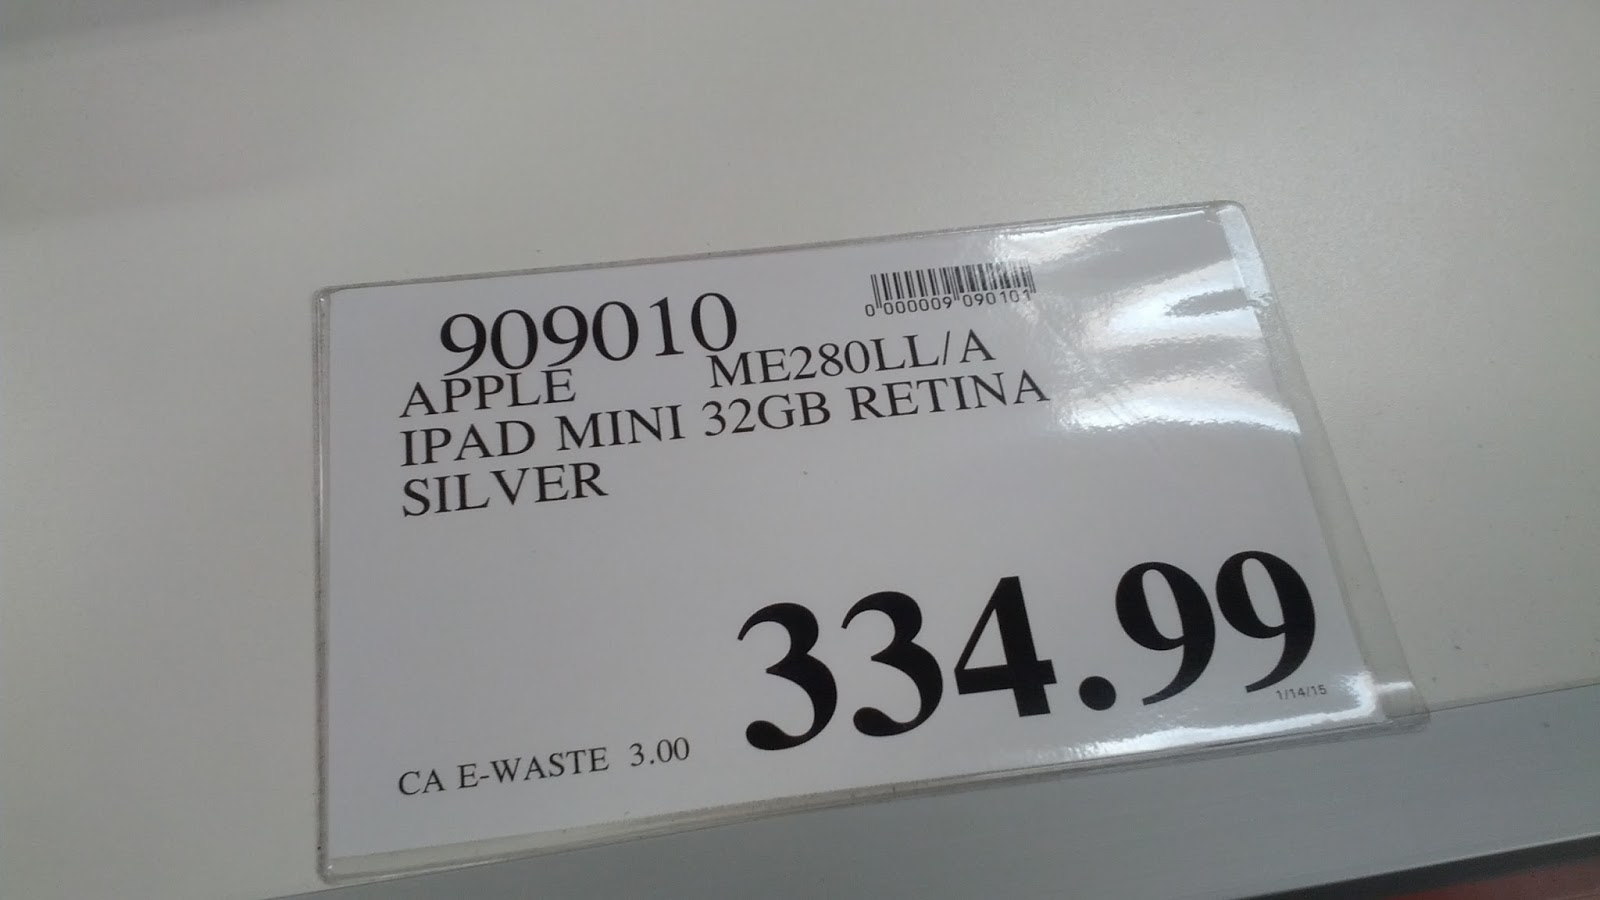 909010
0 000009 090101
APPLE ME280LL/A
IPAD MINI 32GB RETINA
SILVER
334.99
1/14/15
CA E-WASTE 3.00